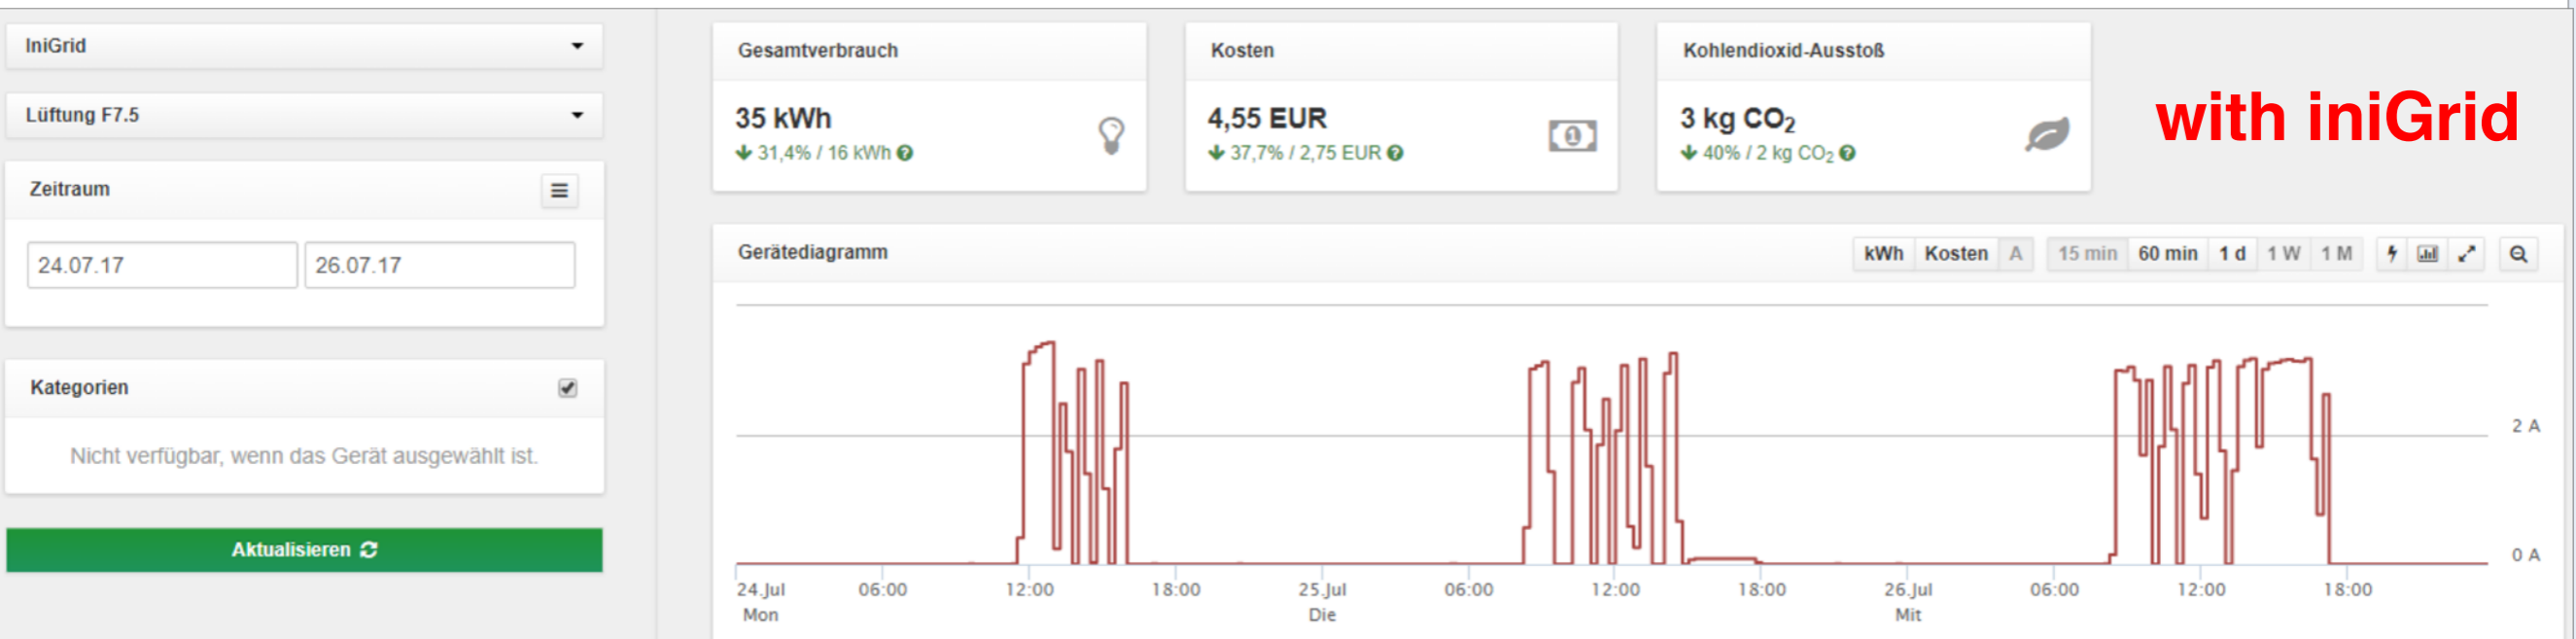 IniGrid
Lüftung F7.5
Zeitraum
24.07.17 26.07.17
Kategorien
Nicht verfügbar, wenn das Gerät ausgewählt ist.
Aktualisieren
Gesamtverbrauch
35 kWh
31,4% / 16 kWh
Kosten
4,55 EUR
37,7% / 2,75 EUR
Kohlendioxid-Ausstoß
3 kg CO₂
40% / 2 kg CO₂
with iniGrid
Gerätediagramm
kWh Kosten A 15 min 60 min 1 d 1 W 1 M
2 A
0 A
24.Jul 06:00 12:00 18:00 25.Jul 06:00 12:00 18:00 26.Jul 06:00 12:00 18:00
Mon Die Mit